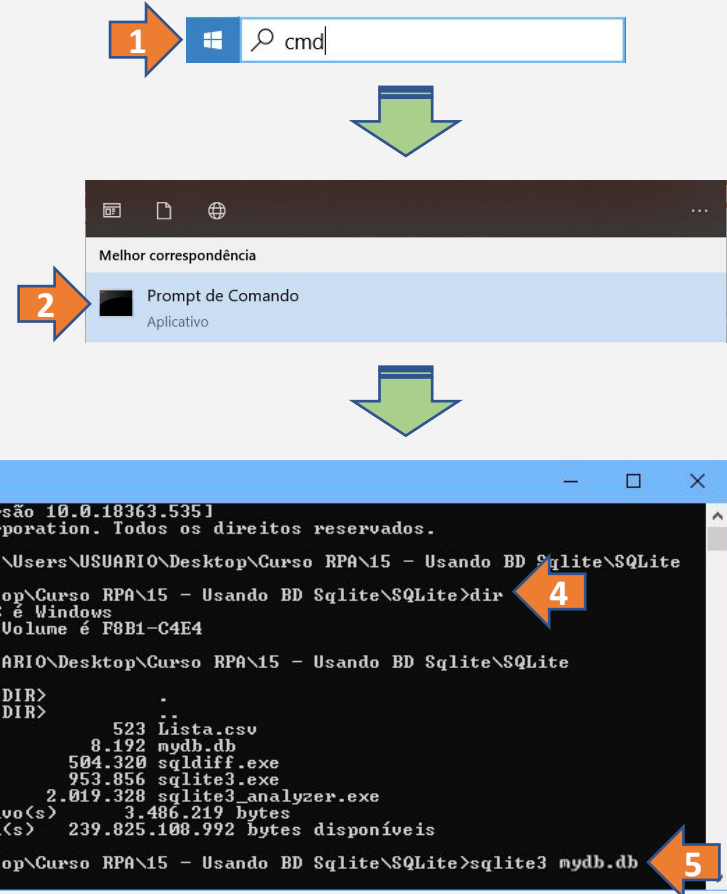 1
cmd
Melhor correspondência
2
Prompt de Comando
Aplicativo
são 10.0.18363.535]
poration. Todos os direitos reservados.
\Users\USUARIO\Desktop\Curso RPA\15 - Usando BD Sqlite\SQLite
op\Curso RPA\15 - Usando BD Sqlite\SQLite>dir
4
é Windows
Volume é F8B1-C4E4
ARIO\Desktop\Curso RPA\15 - Usando BD Sqlite\SQLite
DIR> .
DIR> ..
523 Lista.csv
8.192 mydb.db
504.320 sqldiff.exe
953.856 sqlite3.exe
2.019.328 sqlite3_analyzer.exe
vo(s) 3.486.219 bytes
(s) 239.825.108.992 bytes disponíveis
op\Curso RPA\15 - Usando BD Sqlite\SQLite>sqlite3 mydb.db
5